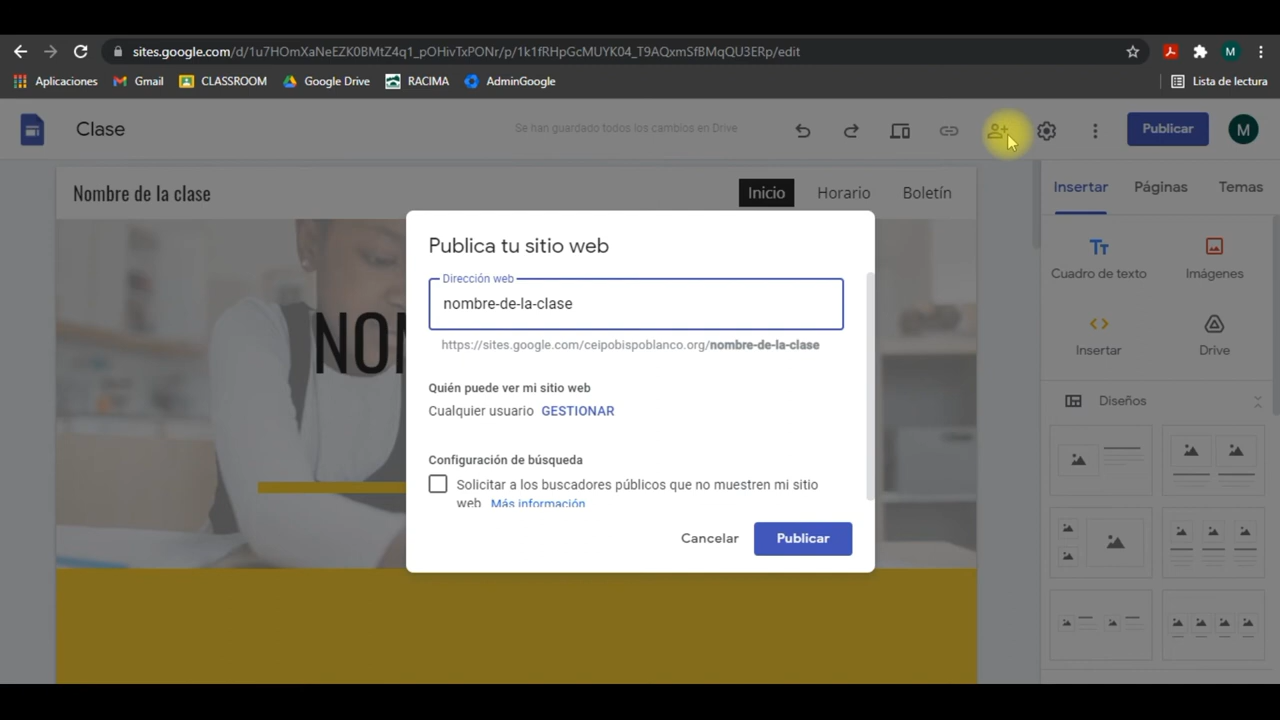 sites.google.com/d/1u7HOmXaNeEZK0BMtZ4q1_pOHivTxPONr/p/1k1fRHpGcMUYK04_T9AQxmSfBMqQU3ERp/edit
M
Aplicaciones
Gmail
CLASSROOM
Google Drive
RACIMA
AdminGoogle
Lista de lectura
Clase
Se han guardado todos los cambios en Drive
Publicar
M
Nombre de la clase
Inicio
Horario
Boletín
Insertar
Páginas
Temas
NO
Publica tu sitio web
Dirección web
nombre-de-la-clase
https://sites.google.com/ceipobispoblanco.org/nombre-de-la-clase
Quién puede ver mi sitio web
Cualquier usuario GESTIONAR
Configuración de búsqueda
Solicitar a los buscadores públicos que no muestren mi sitio
web Más información
Cancelar
Publicar
Tт
Cuadro de texto
Imágenes
Insertar
Drive
Diseños